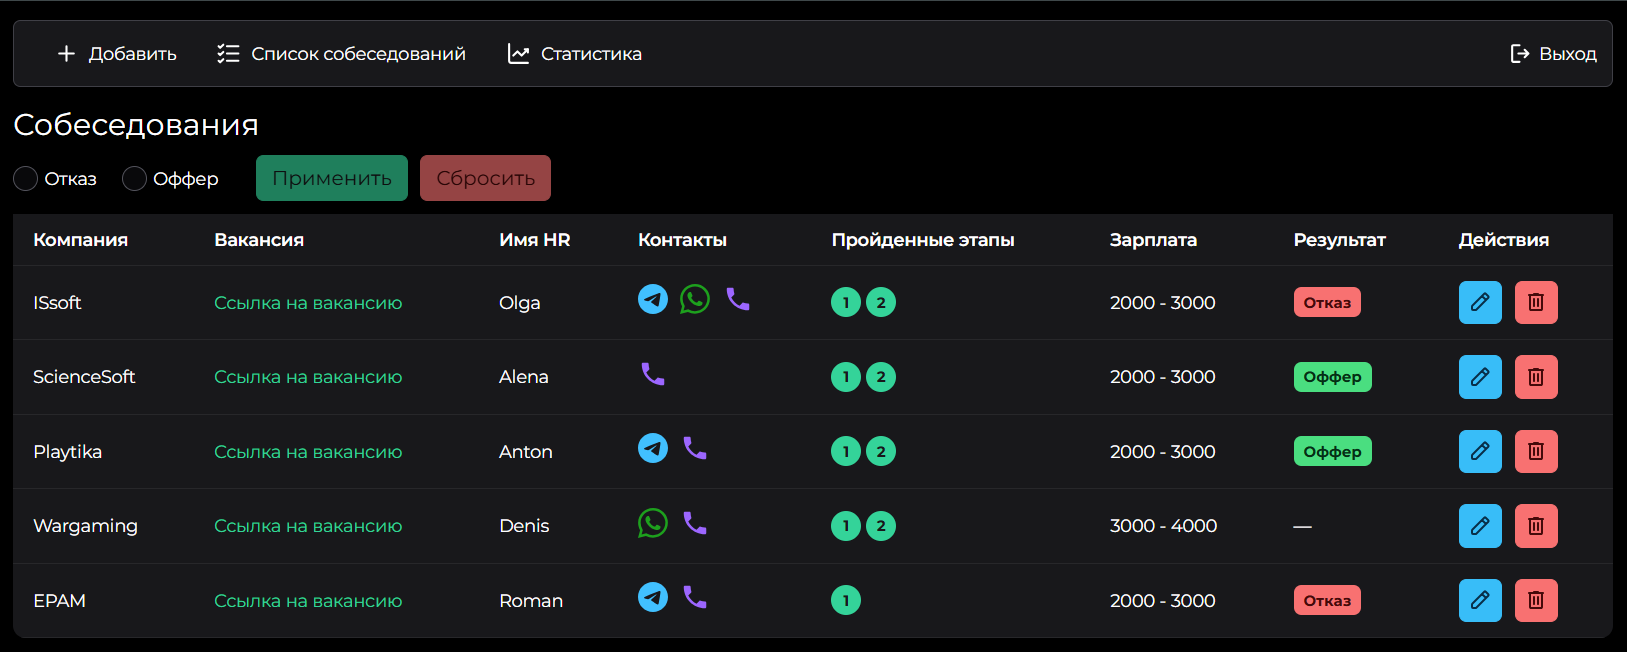 Добавить Список собеседований Статистика Выход
Собеседования
Отказ Оффер Применить Сбросить
Компания Вакансия Имя HR Контакты Пройденные этапы Зарплата Результат Действия
ISsoft Ссылка на вакансию Olga 1 2 2000 - 3000 Отказ
ScienceSoft Ссылка на вакансию Alena 1 2 2000 - 3000 Оффер
Playtika Ссылка на вакансию Anton 1 2 2000 - 3000 Оффер
Wargaming Ссылка на вакансию Denis 1 2 3000 - 4000 —
EPAM Ссылка на вакансию Roman 1 2000 - 3000 Отказ